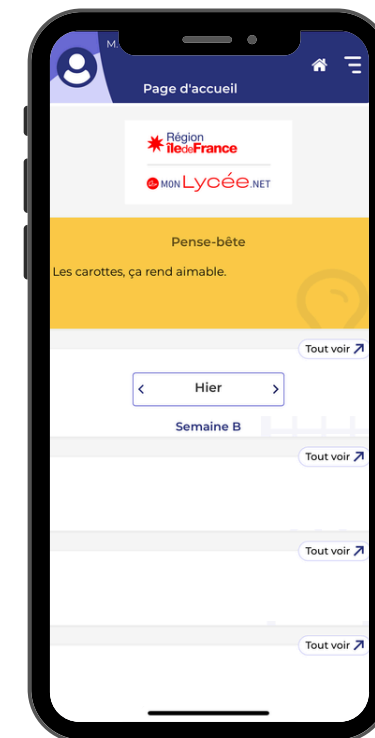 M.
Page d'accueil
Région
îledeFrance
MON LYCÉE.NET
Pense-bête
Les carottes, ça rend aimable.
Tout voir
Hier
Semaine B
Tout voir
Tout voir
Tout voir